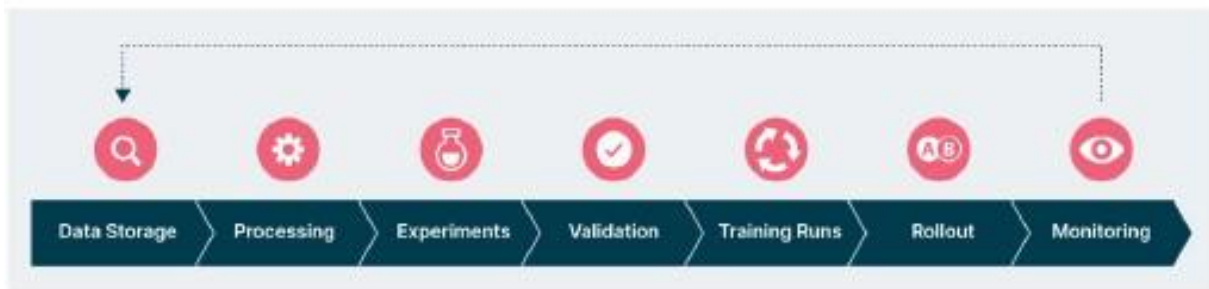 A B
Data Storage
Processing
Experiments
Validation
Training Runs
Rollout
Monitoring